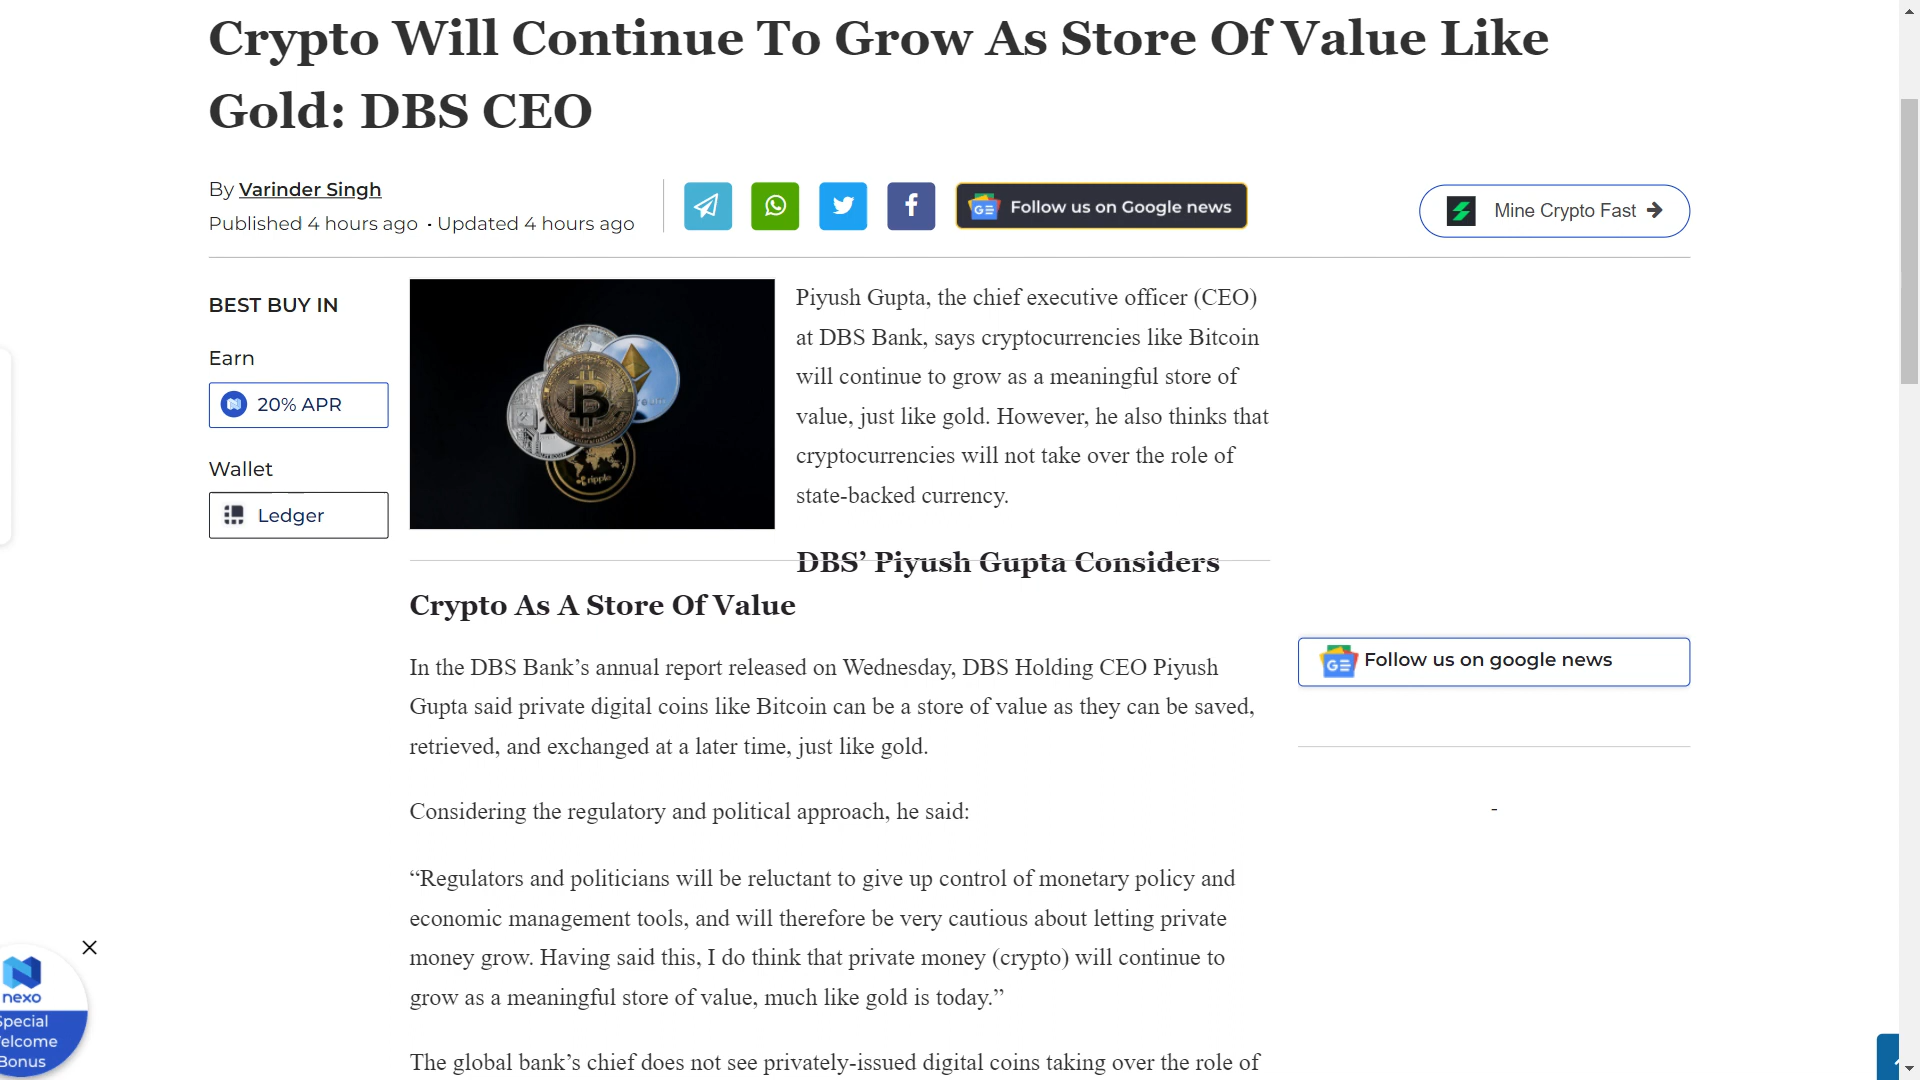 Crypto Will Continue To Grow As Store Of Value Like
Gold: DBS CEO
By Varinder Singh
Published 4 hours ago · Updated 4 hours ago
Follow us on Google news
Mine Crypto Fast
BEST BUY IN
Earn
20% APR
Wallet
Ledger
ripple
Piyush Gupta, the chief executive officer (CEO)
at DBS Bank, says cryptocurrencies like Bitcoin
will continue to grow as a meaningful store of
value, just like gold. However, he also thinks that
cryptocurrencies will not take over the role of
state-backed currency.
DBS’ Piyush Gupta Considers
Crypto As A Store Of Value
In the DBS Bank’s annual report released on Wednesday, DBS Holding CEO Piyush
Gupta said private digital coins like Bitcoin can be a store of value as they can be saved,
retrieved, and exchanged at a later time, just like gold.
Considering the regulatory and political approach, he said:
“Regulators and politicians will be reluctant to give up control of monetary policy and
economic management tools, and will therefore be very cautious about letting private
money grow. Having said this, I do think that private money (crypto) will continue to
grow as a meaningful store of value, much like gold is today.”
The global bank’s chief does not see privately-issued digital coins taking over the role of
Follow us on google news
-
nexo
Special
elcome
Bonus